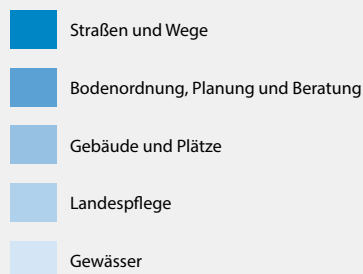 Straßen und Wege
Bodenordnung, Planung und Beratung
Gebäude und Plätze
Landespflege
Gewässer